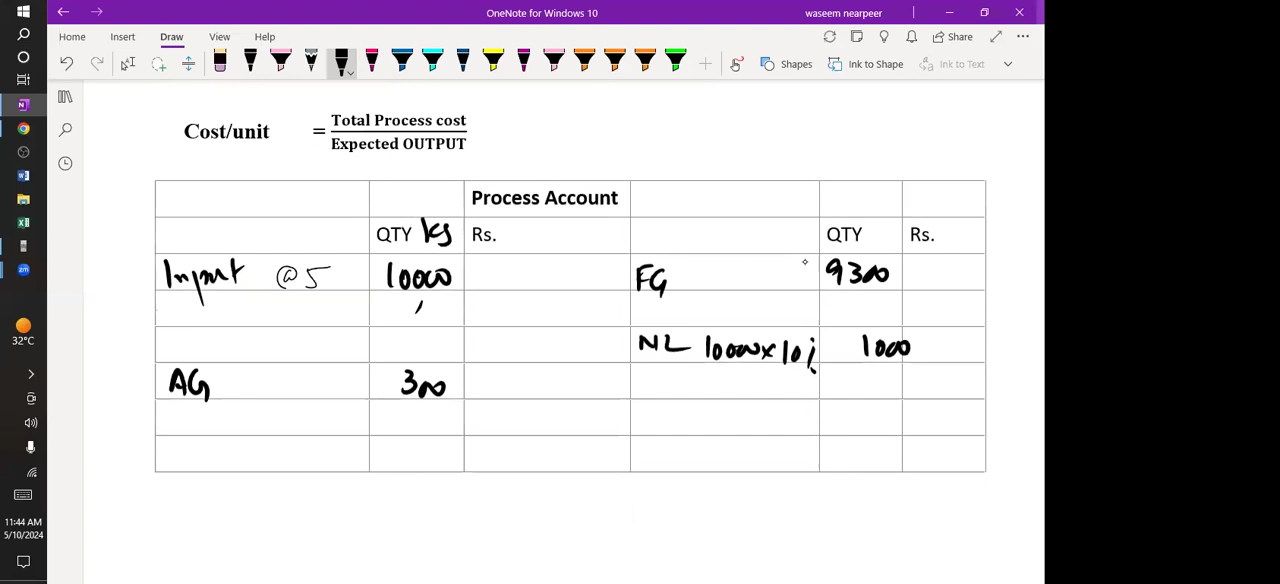 OneNote for Windows 10
waseem nearpeer
Home Insert Draw View Help
Share
Shapes Ink to Shape Ink to Text
Cost/unit = Total Process cost
Expected OUTPUT
Process Account
QTY kg Rs. QTY Rs.
Input @5 10000 FG 9300
NL 10000x10% 1000
AG 300
32°C
11:44 AM
5/10/2024